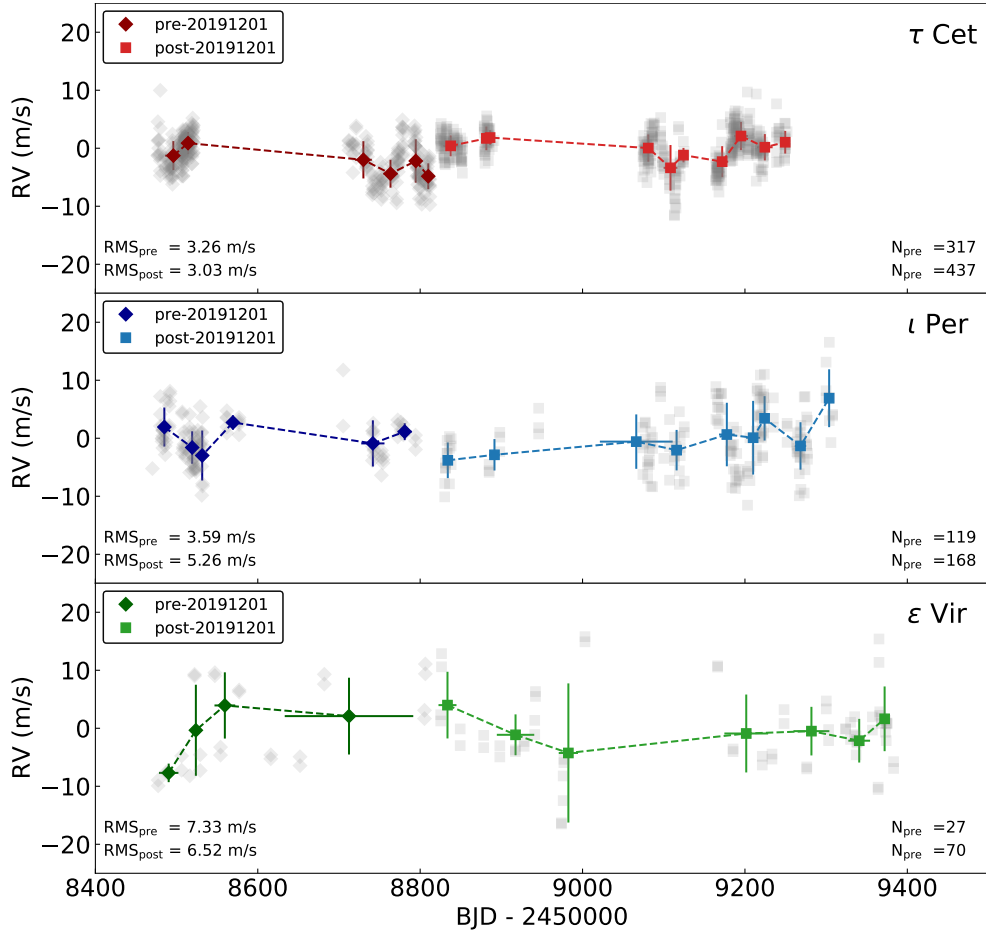 20
10
0
−10
−20
RV (m/s)
pre-20191201
post-20191201
τ Cet
RMSpre = 3.26 m/s
RMSpost = 3.03 m/s
Npre =317
Npre =437
20
10
0
−10
−20
RV (m/s)
pre-20191201
post-20191201
ι Per
RMSpre = 3.59 m/s
RMSpost = 5.26 m/s
Npre =119
Npre =168
20
10
0
−10
−20
RV (m/s)
pre-20191201
post-20191201
ε Vir
RMSpre = 7.33 m/s
RMSpost = 6.52 m/s
Npre =27
Npre =70
8400 8600 8800 9000 9200 9400
BJD - 2450000